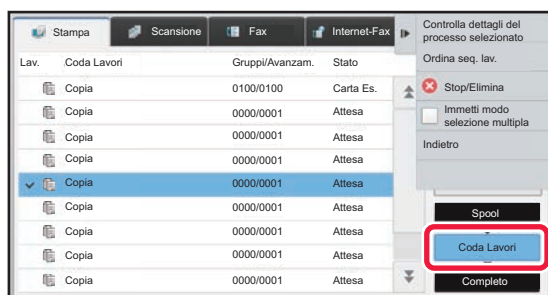 Stampa Scansione Fax Internet-Fax
Controlla dettagli del
processo selezionato
Ordina seq. lav.
Stop/Elimina
Immetti modo
selezione multipla
Indietro
Lav. Coda Lavori Gruppi/Avanzam. Stato
Copia 0100/0100 Carta Es.
Copia 0000/0001 Attesa
Copia 0000/0001 Attesa
Copia 0000/0001 Attesa
Copia 0000/0001 Attesa
Copia 0000/0001 Attesa
Copia 0000/0001 Attesa
Copia 0000/0001 Attesa
Copia 0000/0001 Attesa
Spool
Coda Lavori
Completo